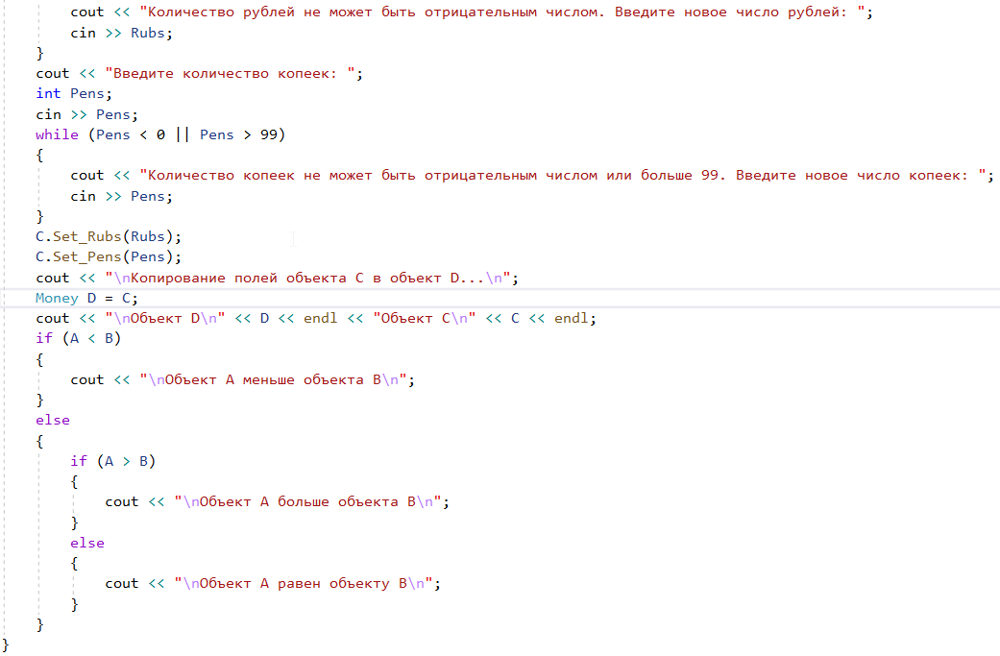 cout << "Количество рублей не может быть отрицательным числом. Введите новое число рублей: ";
cin >> Rubs;
}
cout << "Введите количество копеек: ";
int Pens;
cin >> Pens;
while (Pens < 0 || Pens > 99)
{
cout << "Количество копеек не может быть отрицательным числом или больше 99. Введите новое число копеек: ";
cin >> Pens;
}
C.Set_Rubs(Rubs);
C.Set_Pens(Pens);
cout << "\nКопирование полей объекта C в объект D...\n";
Money D = C;
cout << "\nОбъект D\n" << D << endl << "Объект C\n" << C << endl;
if (A < B)
{
cout << "\nОбъект A меньше объекта B\n";
}
else
{
if (A > B)
{
cout << "\nОбъект A больше объекта B\n";
}
else
{
cout << "\nОбъект A равен объекту B\n";
}
}
}